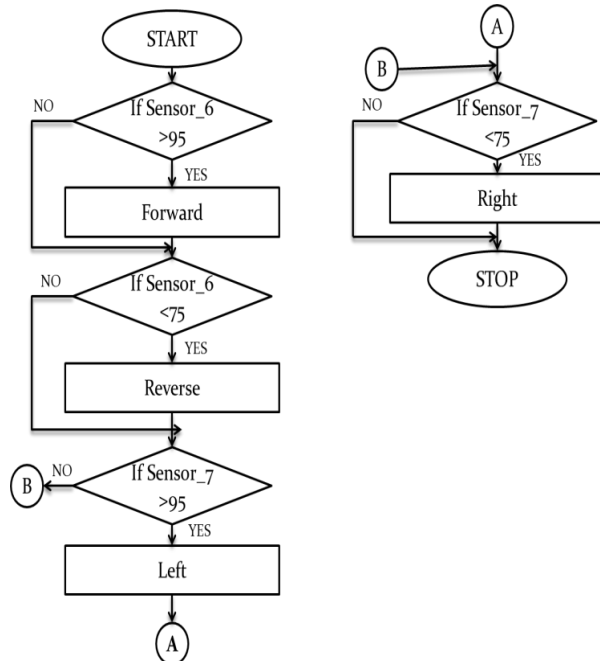 START
If Sensor_6
>95
NO
YES
Forward
If Sensor_6
<75
NO
YES
Reverse
If Sensor_7
>95
NO
B
YES
Left
A
A
B
If Sensor_7
<75
NO
YES
Right
STOP